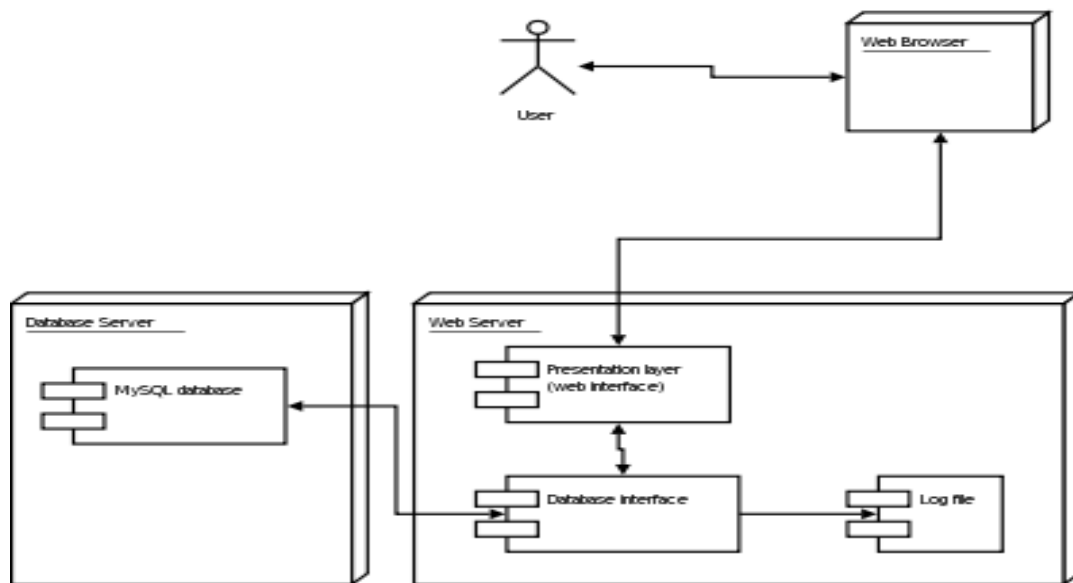 Web Browser
User
Database Server
Web Server
MySQL database
Presentation layer
(web interface)
Database interface
Log file